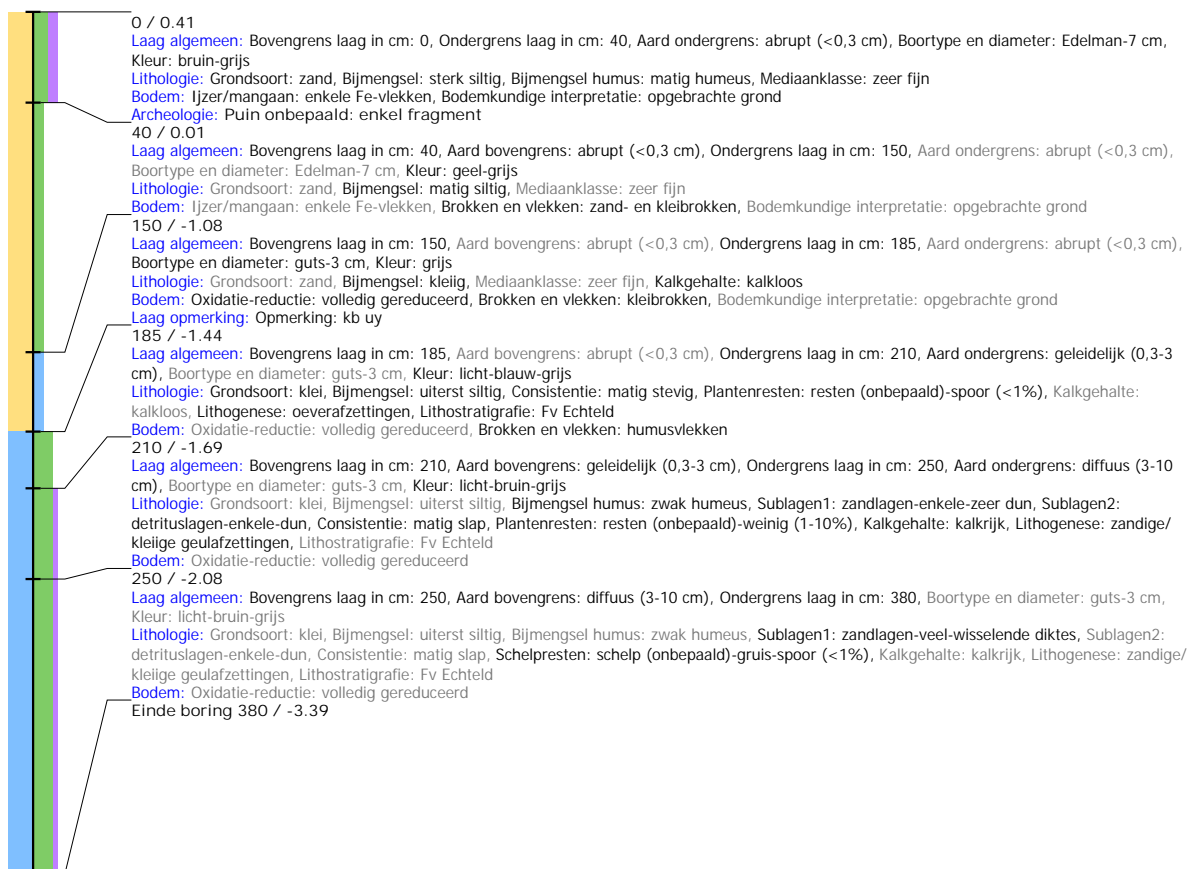 0 / 0.41
Laag algemeen: Bovengrens laag in cm: 0, Ondergrens laag in cm: 40, Aard ondergrens: abrupt (<0,3 cm), Boortype en diameter: Edelman-7 cm,
Kleur: bruin-grijs
Lithologie: Grondsoort: zand, Bijmengsel: sterk siltig, Bijmengsel humus: matig humeus, Mediaanklasse: zeer fijn
Bodem: Ijzer/mangaan: enkele Fe-vlekken, Bodemkundige interpretatie: opgebrachte grond
Archeologie: Puin onbepaald: enkel fragment
40 / 0.01
Laag algemeen: Bovengrens laag in cm: 40, Aard bovengrens: abrupt (<0,3 cm), Ondergrens laag in cm: 150, Aard ondergrens: abrupt (<0,3 cm),
Boortype en diameter: Edelman-7 cm, Kleur: geel-grijs
Lithologie: Grondsoort: zand, Bijmengsel: matig siltig, Mediaanklasse: zeer fijn
Bodem: Ijzer/mangaan: enkele Fe-vlekken, Brokken en vlekken: zand- en kleibrokken, Bodemkundige interpretatie: opgebrachte grond
150 / -1.08
Laag algemeen: Bovengrens laag in cm: 150, Aard bovengrens: abrupt (<0,3 cm), Ondergrens laag in cm: 185, Aard ondergrens: abrupt (<0,3 cm),
Boortype en diameter: guts-3 cm, Kleur: grijs
Lithologie: Grondsoort: zand, Bijmengsel: kleiig, Mediaanklasse: zeer fijn, Kalkgehalte: kalkloos
Bodem: Oxidatie-reductie: volledig gereduceerd, Brokken en vlekken: kleibrokken, Bodemkundige interpretatie: opgebrachte grond
Laag opmerking: Opmerking: kb uy
185 / -1.44
Laag algemeen: Bovengrens laag in cm: 185, Aard bovengrens: abrupt (<0,3 cm), Ondergrens laag in cm: 210, Aard ondergrens: geleidelijk (0,3-3
cm), Boortype en diameter: guts-3 cm, Kleur: licht-blauw-grijs
Lithologie: Grondsoort: klei, Bijmengsel: uiterst siltig, Consistentie: matig stevig, Plantenresten: resten (onbepaald)-spoor (<1%), Kalkgehalte:
kalkloos, Lithogenese: oeverafzettingen, Lithostratigrafie: Fv Echteld
Bodem: Oxidatie-reductie: volledig gereduceerd, Brokken en vlekken: humusvlekken
210 / -1.69
Laag algemeen: Bovengrens laag in cm: 210, Aard bovengrens: geleidelijk (0,3-3 cm), Ondergrens laag in cm: 250, Aard ondergrens: diffuus (3-10
cm), Boortype en diameter: guts-3 cm, Kleur: licht-bruin-grijs
Lithologie: Grondsoort: klei, Bijmengsel: uiterst siltig, Bijmengsel humus: zwak humeus, Sublagen1: zandlagen-enkele-zeer dun, Sublagen2:
detrituslagen-enkele-dun, Consistentie: matig slap, Plantenresten: resten (onbepaald)-weinig (1-10%), Kalkgehalte: kalkrijk, Lithogenese: zandige/
kleiige geulafzettingen, Lithostratigrafie: Fv Echteld
Bodem: Oxidatie-reductie: volledig gereduceerd
250 / -2.08
Laag algemeen: Bovengrens laag in cm: 250, Aard bovengrens: diffuus (3-10 cm), Ondergrens laag in cm: 380, Boortype en diameter: guts-3 cm,
Kleur: licht-bruin-grijs
Lithologie: Grondsoort: klei, Bijmengsel: uiterst siltig, Bijmengsel humus: zwak humeus, Sublagen1: zandlagen-veel-wisselende diktes, Sublagen2:
detrituslagen-enkele-dun, Consistentie: matig slap, Schelpresten: schelp (onbepaald)-gruis-spoor (<1%), Kalkgehalte: kalkrijk, Lithogenese: zandige/
kleiige geulafzettingen, Lithostratigrafie: Fv Echteld
Bodem: Oxidatie-reductie: volledig gereduceerd
Einde boring 380 / -3.39